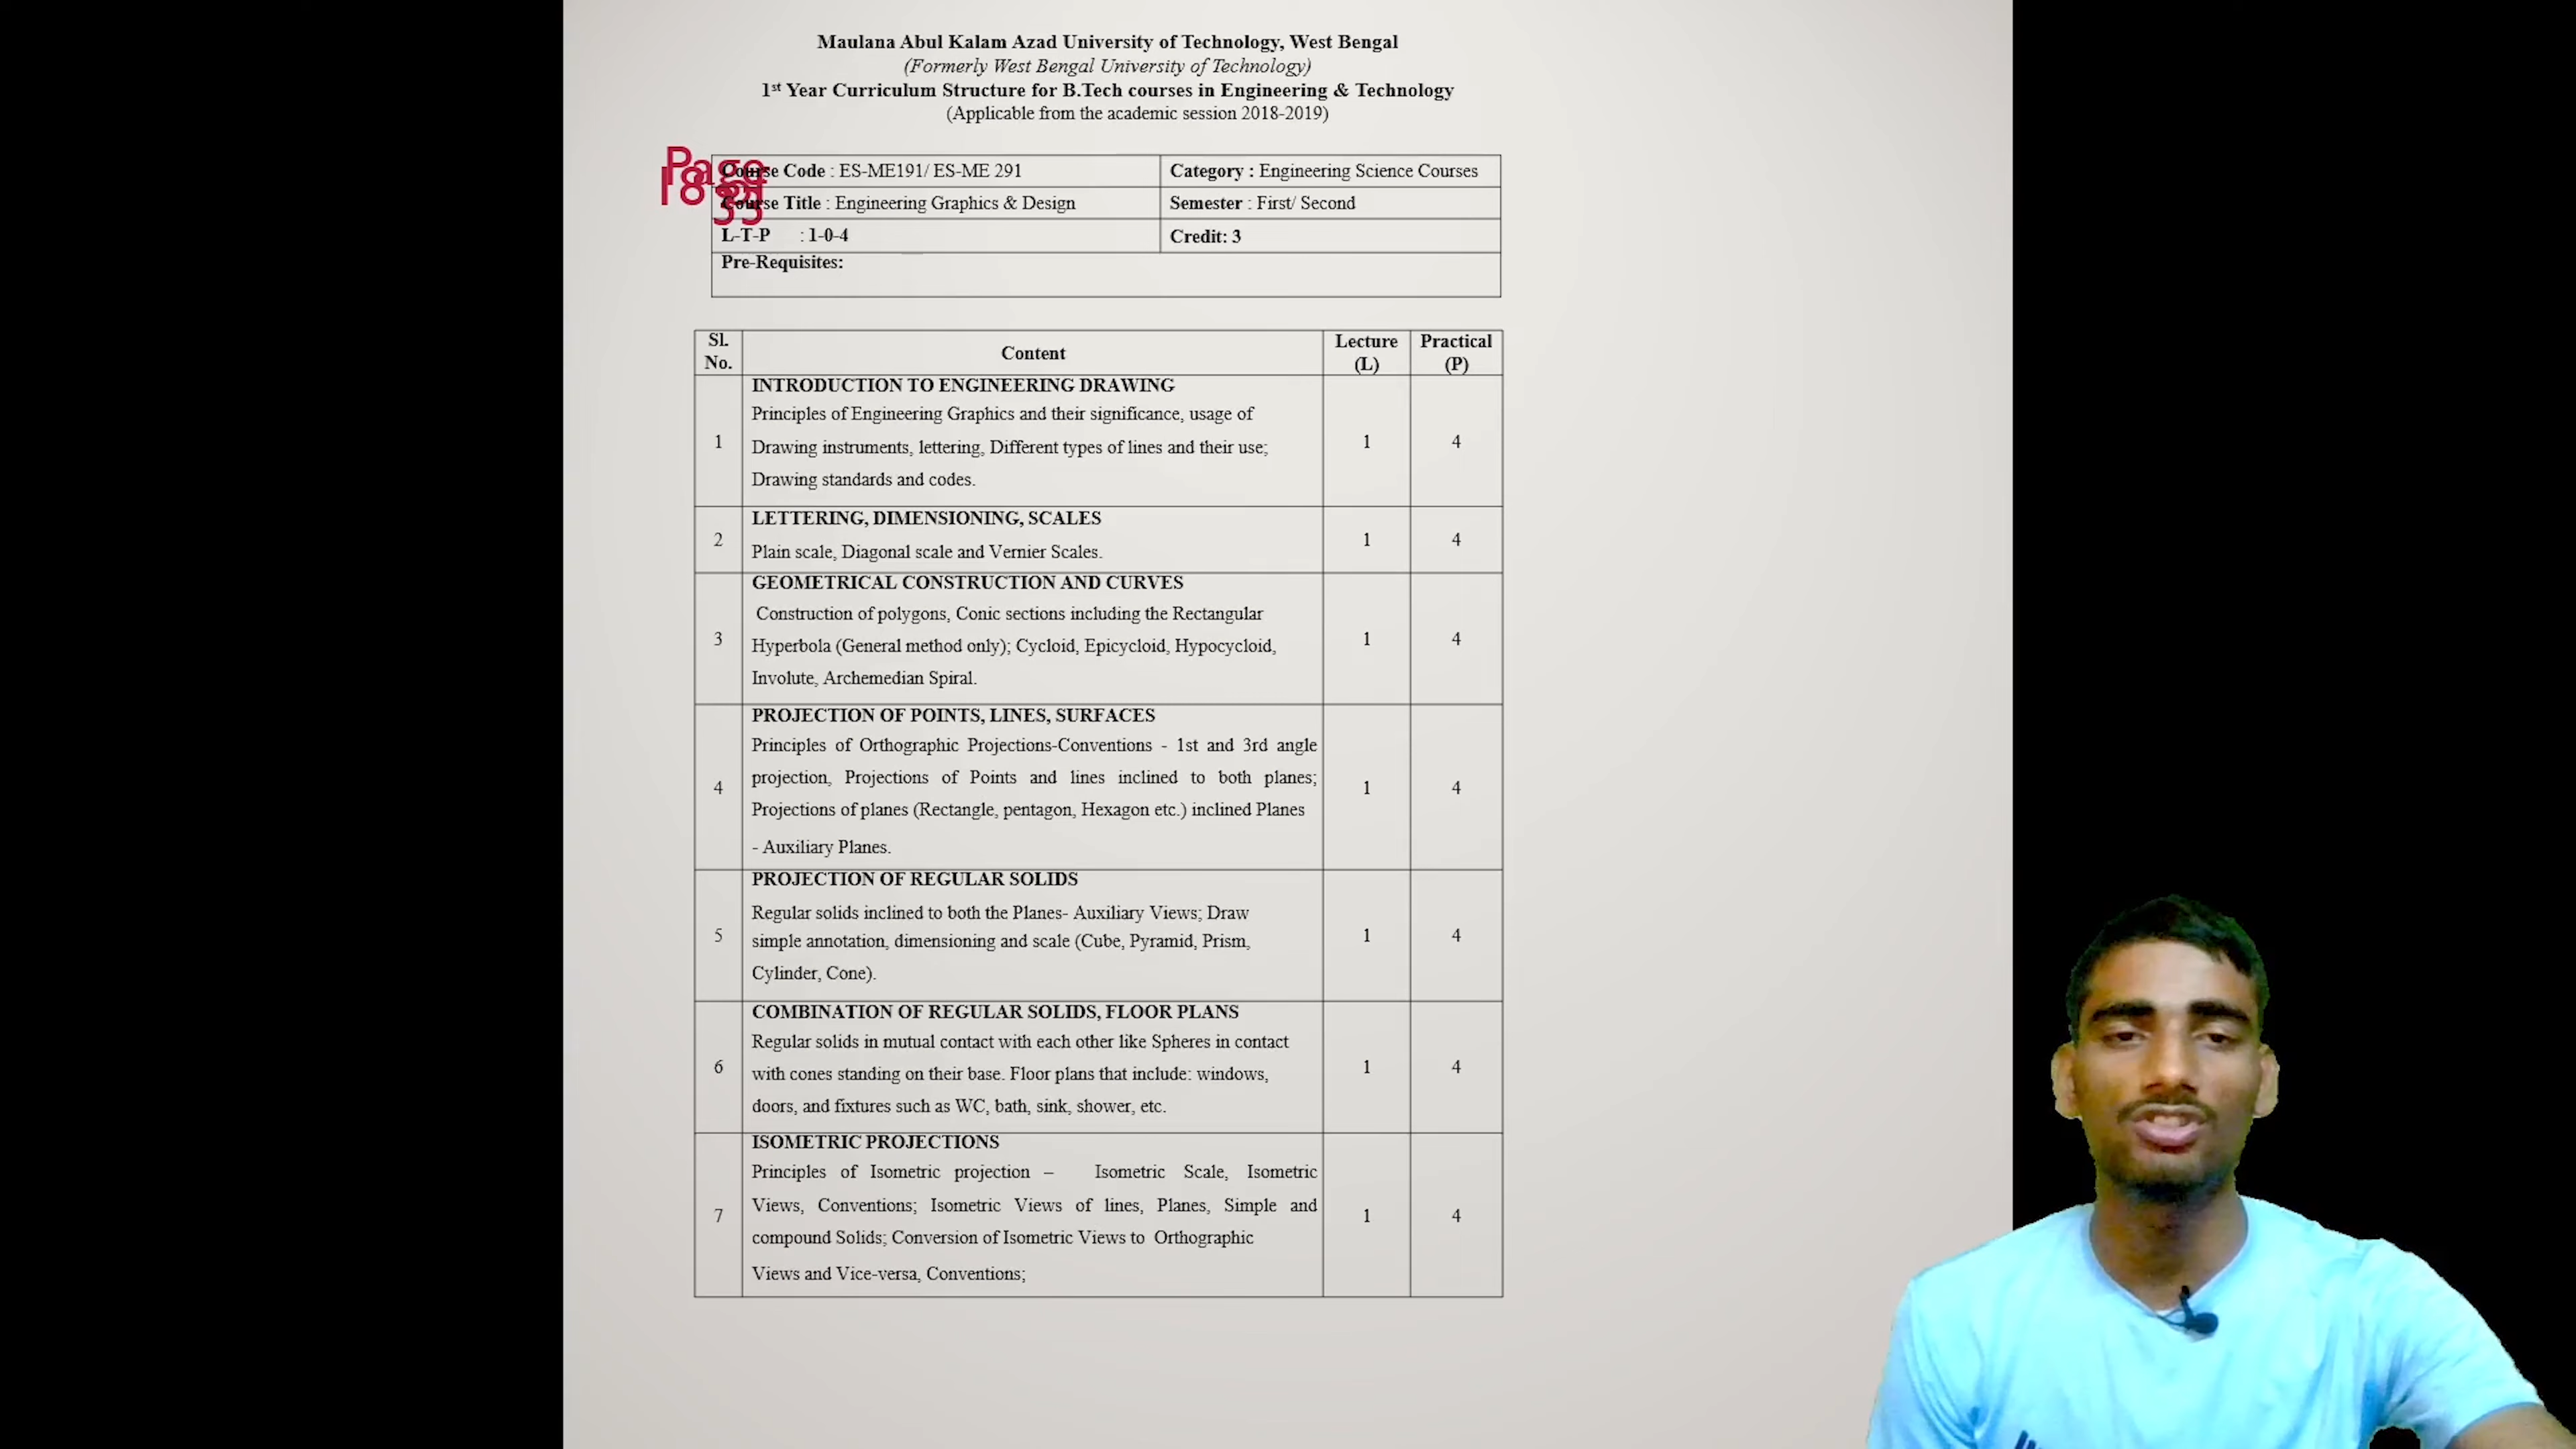 Maulana Abul Kalam Azad University of Technology, West Bengal
(Formerly West Bengal University of Technology)
1st Year Curriculum Structure for B.Tech courses in Engineering & Technology
(Applicable from the academic session 2018-2019)
Page
18 of
53
Course Code : ES-ME191/ ES-ME 291 Category : Engineering Science Courses
Course Title : Engineering Graphics & Design Semester : First/ Second
L-T-P : 1-0-4 Credit: 3
Pre-Requisites:
Sl. No. Content Lecture (L) Practical (P)
INTRODUCTION TO ENGINEERING DRAWING
Principles of Engineering Graphics and their significance, usage of
1 Drawing instruments, lettering, Different types of lines and their use; 1 4
Drawing standards and codes.
LETTERING, DIMENSIONING, SCALES
2 Plain scale, Diagonal scale and Vernier Scales. 1 4
GEOMETRICAL CONSTRUCTION AND CURVES
Construction of polygons, Conic sections including the Rectangular
3 Hyperbola (General method only); Cycloid, Epicycloid, Hypocycloid, 1 4
Involute, Archemedian Spiral.
PROJECTION OF POINTS, LINES, SURFACES
Principles of Orthographic Projections-Conventions - 1st and 3rd angle
4 projection, Projections of Points and lines inclined to both planes; 1 4
Projections of planes (Rectangle, pentagon, Hexagon etc.) inclined Planes
- Auxiliary Planes.
PROJECTION OF REGULAR SOLIDS
Regular solids inclined to both the Planes- Auxiliary Views; Draw
5 simple annotation, dimensioning and scale (Cube, Pyramid, Prism, 1 4
Cylinder, Cone).
COMBINATION OF REGULAR SOLIDS, FLOOR PLANS
Regular solids in mutual contact with each other like Spheres in contact
6 with cones standing on their base. Floor plans that include: windows, 1 4
doors, and fixtures such as WC, bath, sink, shower, etc.
ISOMETRIC PROJECTIONS
Principles of Isometric projection – Isometric Scale, Isometric
7 Views, Conventions; Isometric Views of lines, Planes, Simple and 1 4
compound Solids; Conversion of Isometric Views to Orthographic
Views and Vice-versa, Conventions;